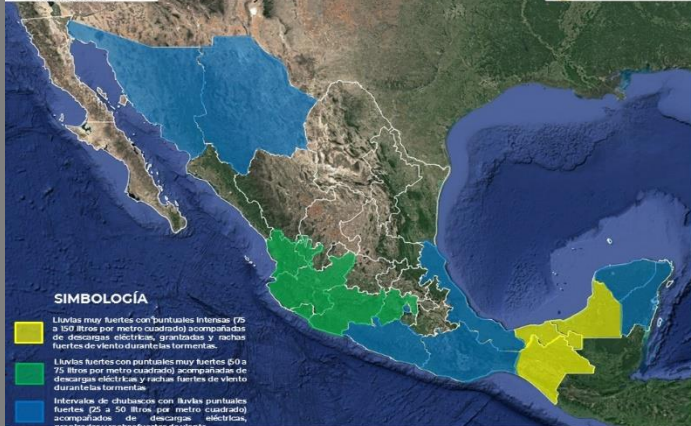 SIMBOLOGÍA
Lluvias muy fuertes con puntuales intensas (75
a 150 litros por metro cuadrado) acompañadas
de descargas eléctricas, granizadas y rachas
fuertes de viento durante las tormentas.
Lluvias fuertes con puntuales muy fuertes (50 a
75 litros por metro cuadrado) acompañadas de
descargas eléctricas y rachas fuertes de viento
durante las tormentas
Intervalos de chubascos con lluvias puntuales
fuertes (25 a 50 litros por metro cuadrado)
acompañados de descargas eléctricas,